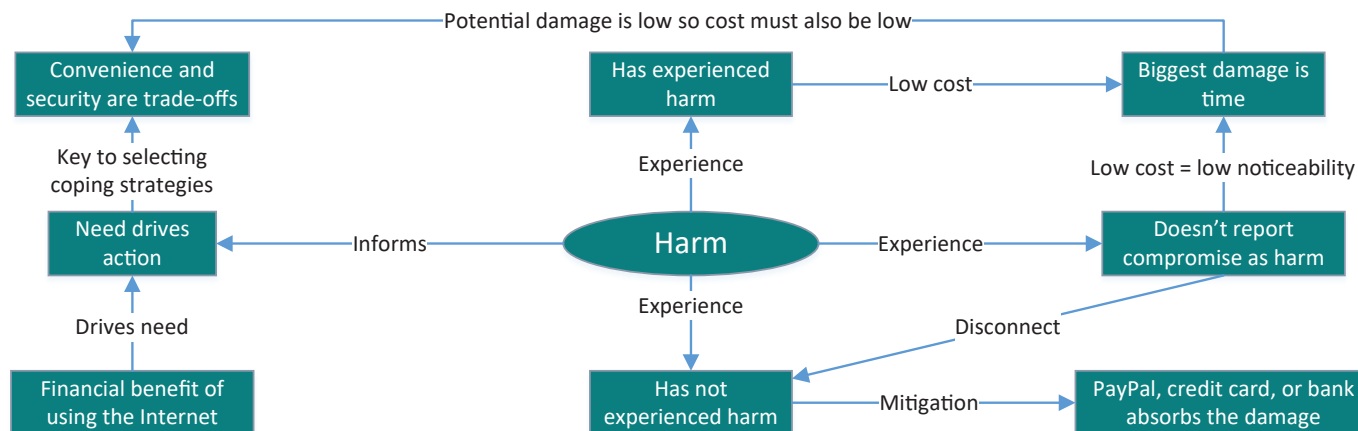 Potential damage is low so cost must also be low
Convenience and
security are trade-offs
Has experienced
harm
Low cost
Biggest damage is
time
Key to selecting
coping strategies
Experience
Low cost = low noticeability
Need drives
action
Informs
Harm
Experience
Doesn't report
compromise as harm
Drives need
Experience
Disconnect
Financial benefit of
using the Internet
Has not
experienced harm
Mitigation
PayPal, credit card, or bank
absorbs the damage